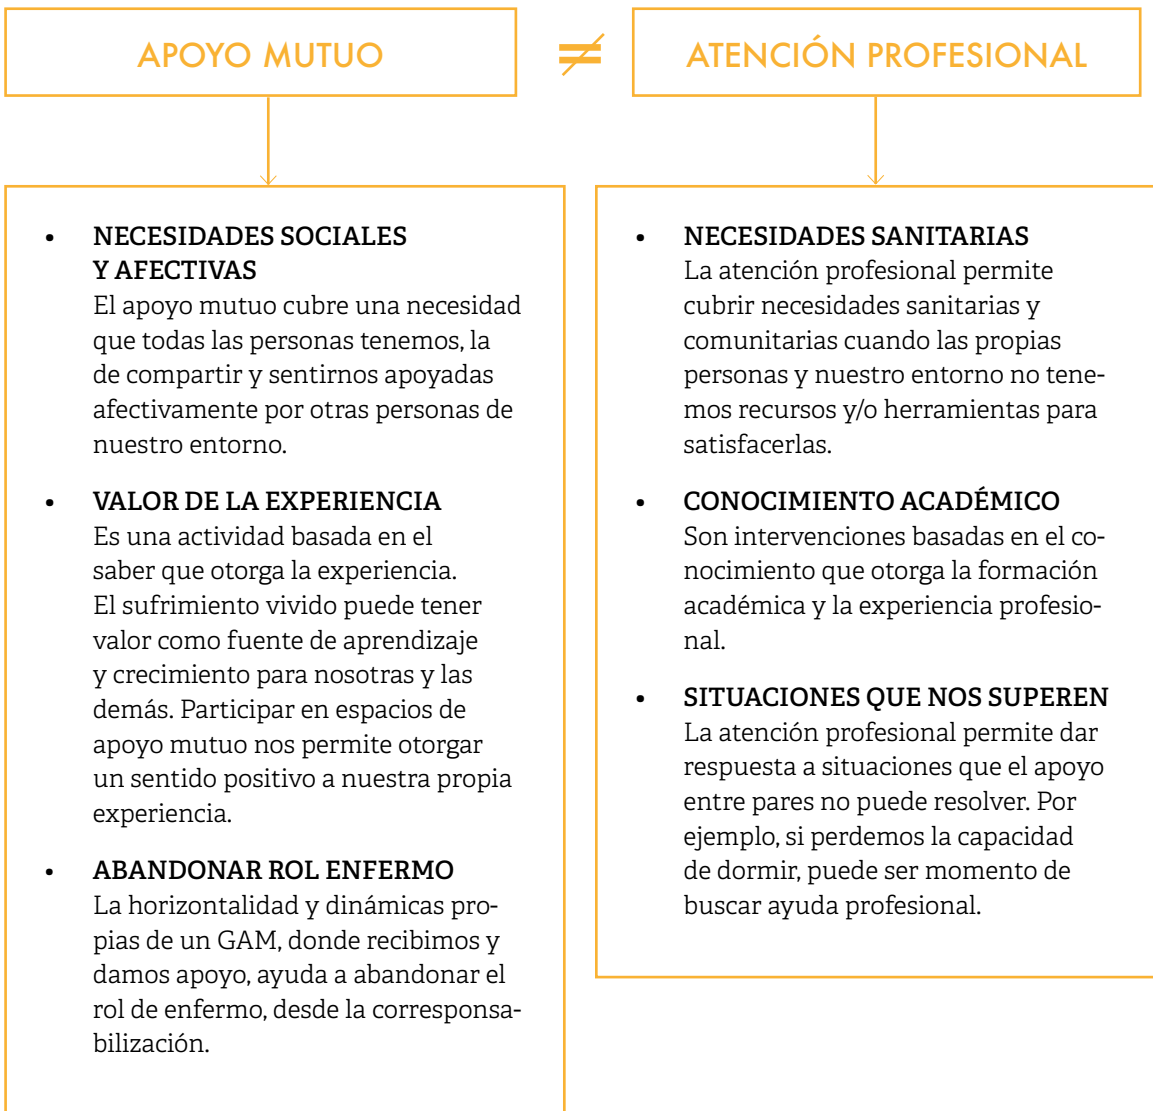 APOYO MUTUO
≠
ATENCIÓN PROFESIONAL
• NECESIDADES SOCIALES
Y AFECTIVAS
El apoyo mutuo cubre una necesidad
que todas las personas tenemos, la
de compartir y sentirnos apoyadas
afectivamente por otras personas de
nuestro entorno.
• VALOR DE LA EXPERIENCIA
Es una actividad basada en el
saber que otorga la experiencia.
El sufrimiento vivido puede tener
valor como fuente de aprendizaje
y crecimiento para nosotras y las
demás. Participar en espacios de
apoyo mutuo nos permite otorgar
un sentido positivo a nuestra propia
experiencia.
• ABANDONAR ROL ENFERMO
La horizontalidad y dinámicas pro-
pias de un GAM, donde recibimos y
damos apoyo, ayuda a abandonar el
rol de enfermo, desde la corresponsa-
bilización.
• NECESIDADES SANITARIAS
La atención profesional permite
cubrir necesidades sanitarias y
comunitarias cuando las propias
personas y nuestro entorno no tene-
mos recursos y/o herramientas para
satisfacerlas.
• CONOCIMIENTO ACADÉMICO
Son intervenciones basadas en el co-
nocimiento que otorga la formación
académica y la experiencia profesio-
nal.
• SITUACIONES QUE NOS SUPEREN
La atención profesional permite dar
respuesta a situaciones que el apoyo
entre pares no puede resolver. Por
ejemplo, si perdemos la capacidad
de dormir, puede ser momento de
buscar ayuda profesional.